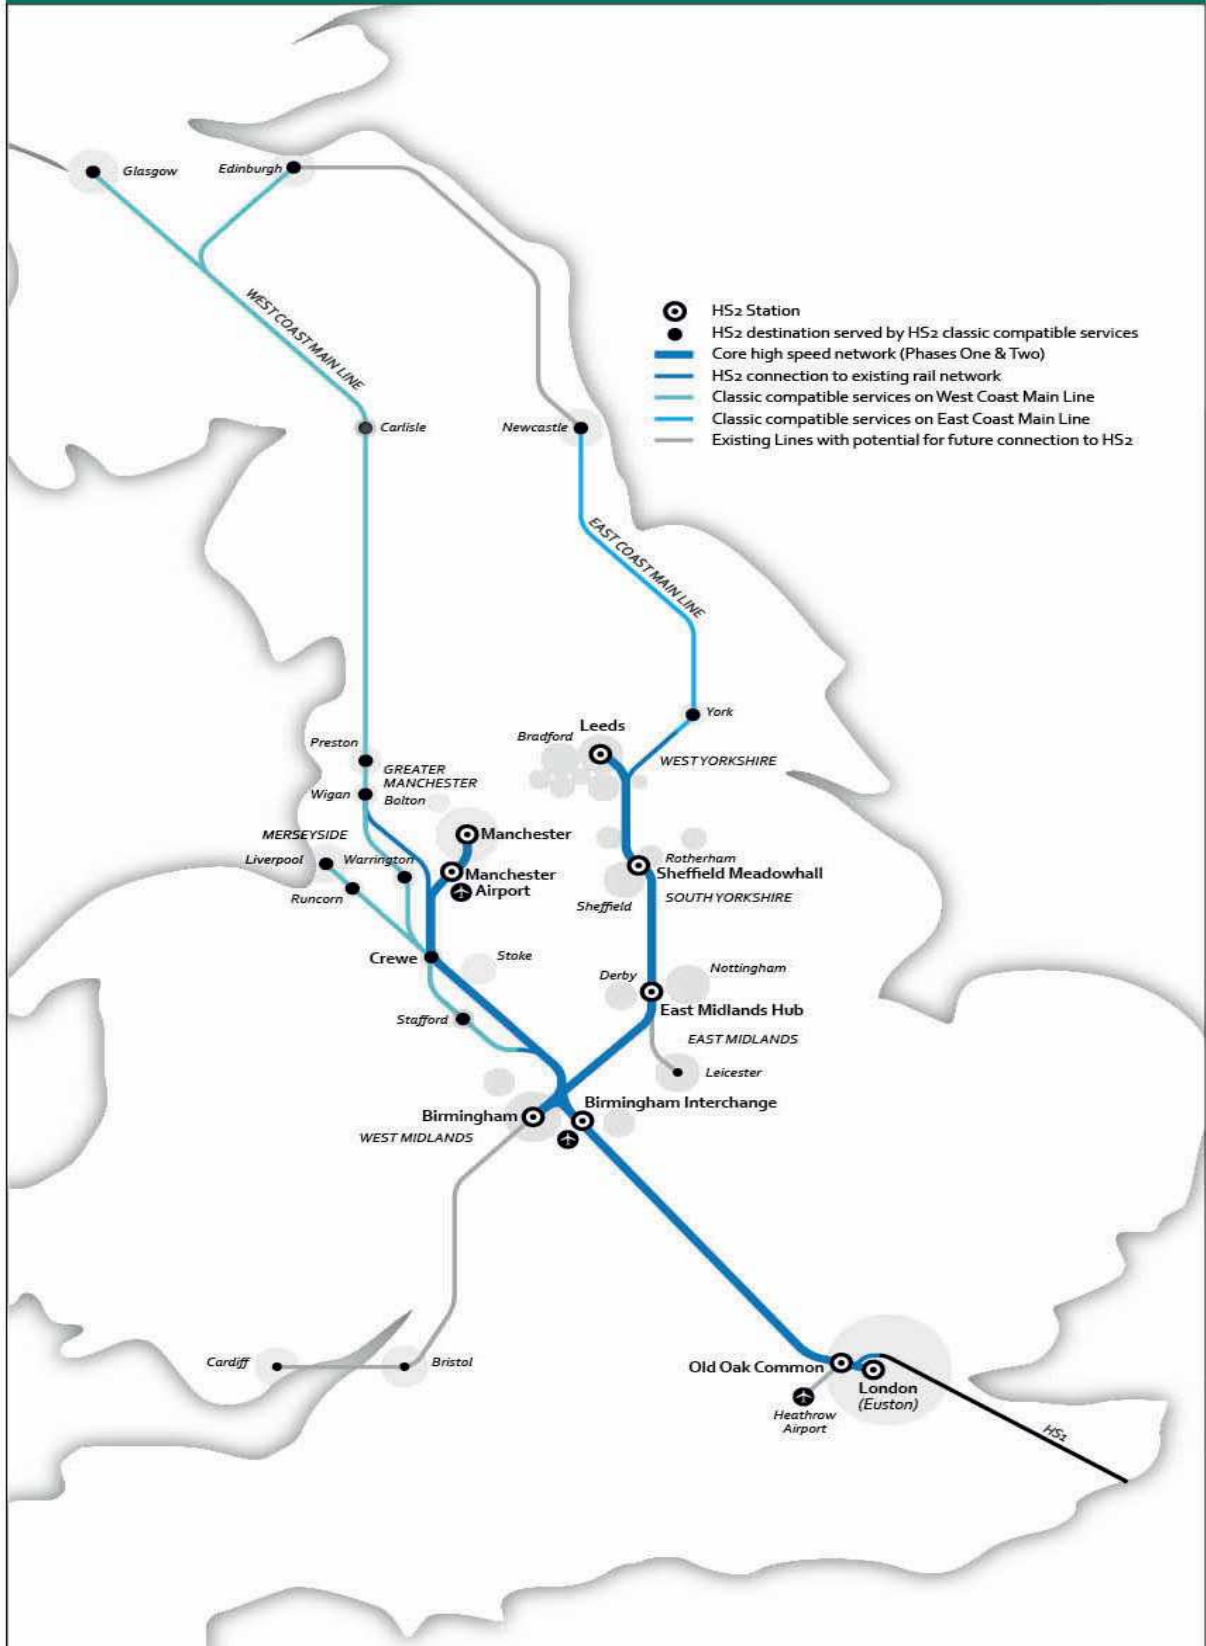 Glasgow
Edinburgh
WEST COAST MAIN LINE
HS2 Station
HS2 destination served by HS2 classic compatible services
Core high speed network (Phases One & Two)
HS2 connection to existing rail network
Classic compatible services on West Coast Main Line
Classic compatible services on East Coast Main Line
Existing Lines with potential for future connection to HS2
Carlisle
Newcastle
EAST COAST MAIN LINE
York
Leeds
Bradford
WEST YORKSHIRE
Preston
GREATER
MANCHESTER
Wigan
Bolton
Manchester
MERSEYSIDE
Liverpool
Warrington
Manchester
Airport
Runcorn
Rotherham
Sheffield Meadowhall
Sheffield
SOUTH YORKSHIRE
Crewe
Stoke
Derby
Nottingham
East Midlands Hub
Stafford
EAST MIDLANDS
Leicester
Birmingham
Birmingham Interchange
WEST MIDLANDS
Cardiff
Bristol
Old Oak Common
London
(Euston)
Heathrow
Airport
HS1